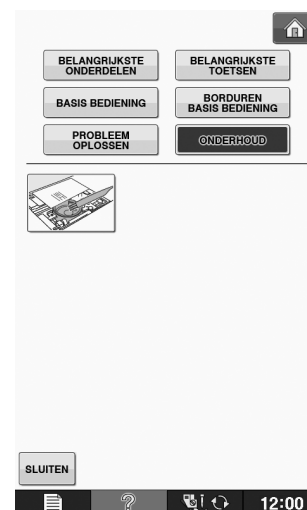 BELANGRIJKSTE
ONDERDELEN
BELANGRIJKSTE
TOETSEN
BASIS BEDIENING
BORDUREN
BASIS BEDIENING
PROBLEEM
OPLOSSEN
ONDERHOUD
SLUITEN
?
12:00